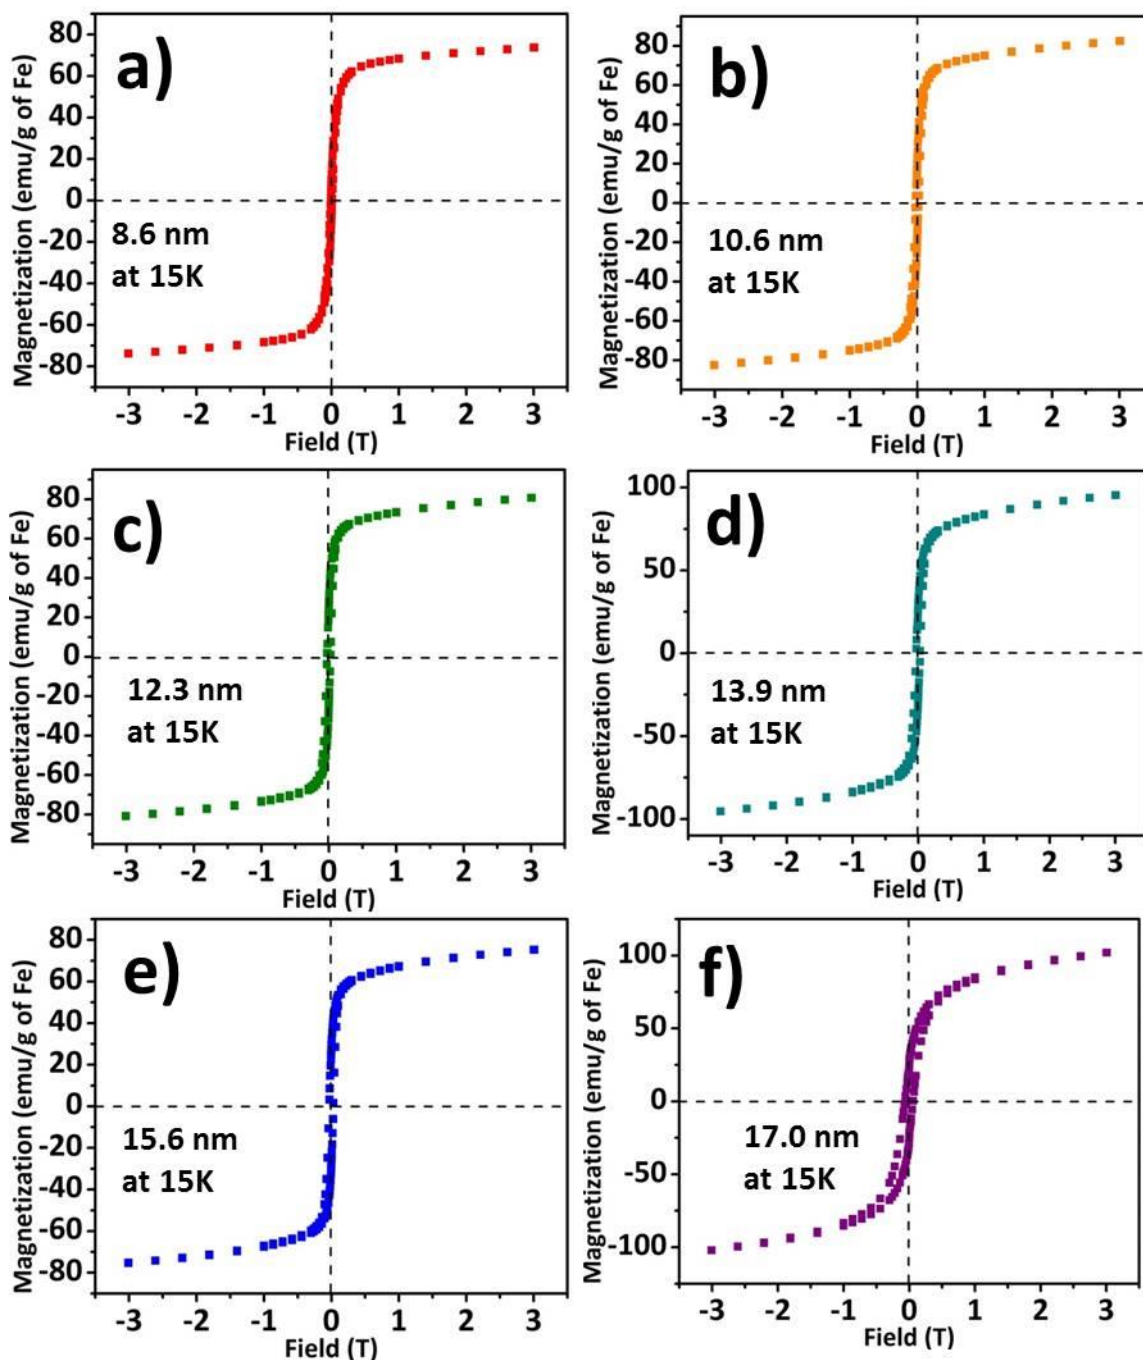 a)
Magnetization (emu/g of Fe)
80
60
40
20
0
-20
-40
-60
-80
8.6 nm
at 15K
-3 -2 -1 0 1 2 3
Field (T)
b)
Magnetization (emu/g of Fe)
80
60
40
20
0
-20
-40
-60
-80
10.6 nm
at 15K
-3 -2 -1 0 1 2 3
Field (T)
c)
Magnetization (emu/g of Fe)
80
60
40
20
0
-20
-40
-60
-80
12.3 nm
at 15K
-3 -2 -1 0 1 2 3
Field (T)
d)
Magnetization (emu/g of Fe)
100
50
0
-50
-100
13.9 nm
at 15K
-3 -2 -1 0 1 2 3
Field (T)
e)
Magnetization (emu/g of Fe)
80
60
40
20
0
-20
-40
-60
-80
15.6 nm
at 15K
-3 -2 -1 0 1 2 3
Field (T)
f)
Magnetization (emu/g of Fe)
100
50
0
-50
-100
17.0 nm
at 15K
-3 -2 -1 0 1 2 3
Field (T)